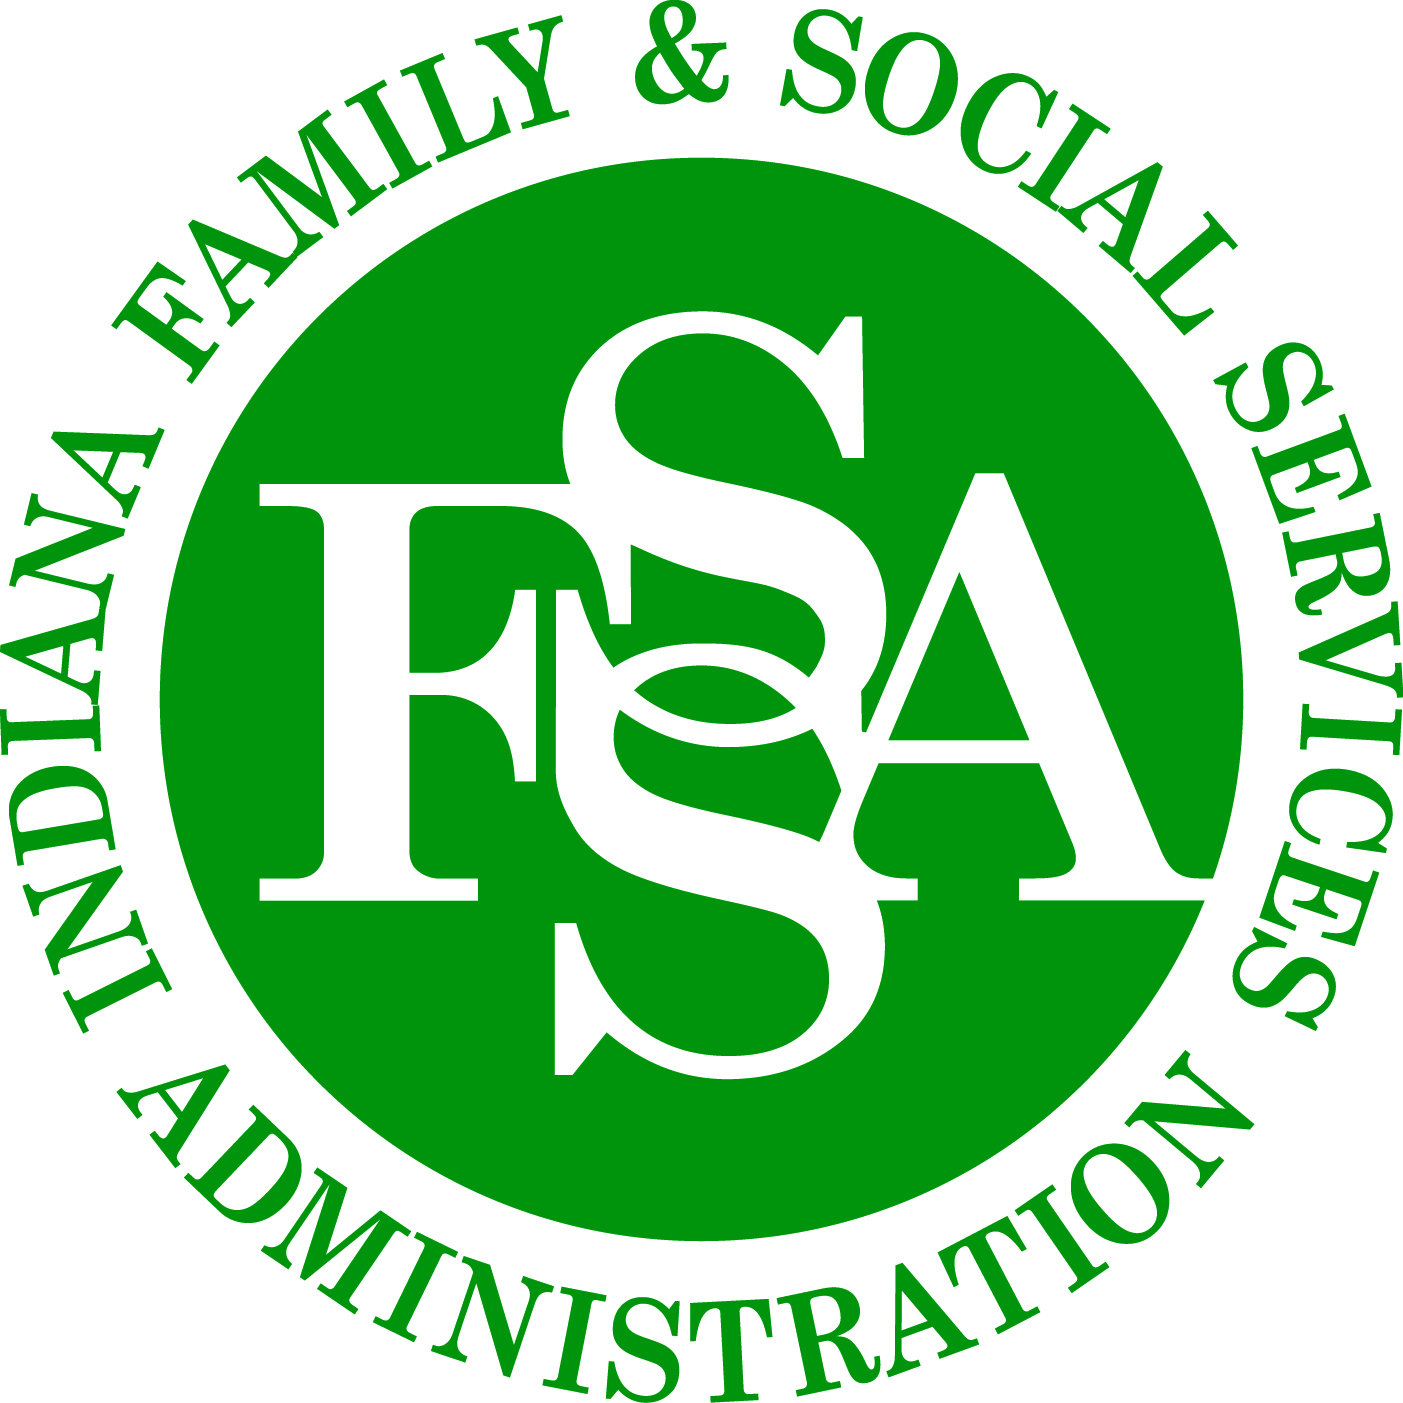 INDIANA FAMILY & SOCIAL SERVICES
ADMINISTRATION
FSSA